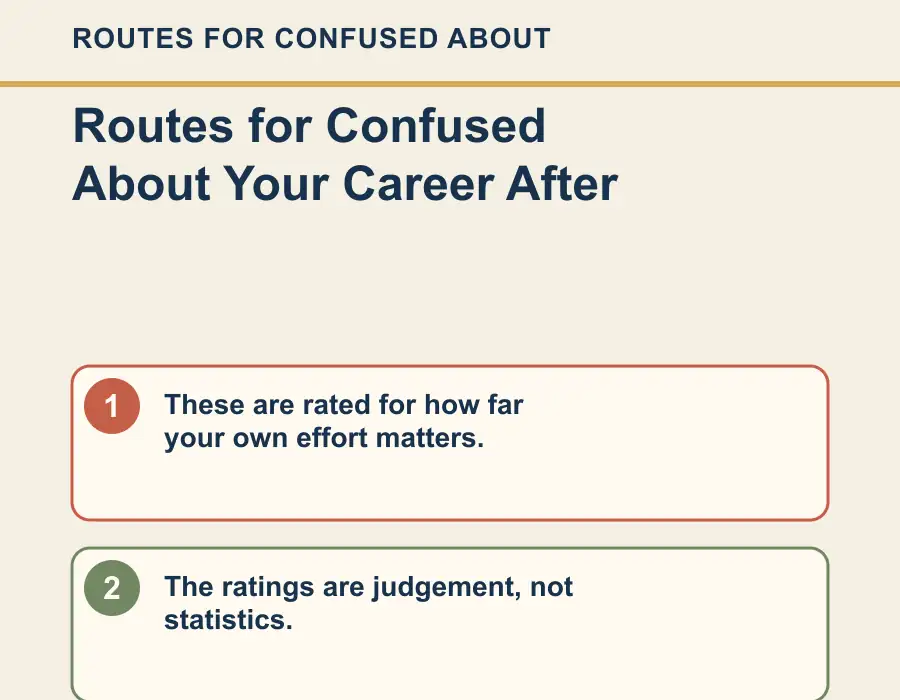 ROUTES FOR CONFUSED ABOUT
Routes for Confused
About Your Career After
1
These are rated for how far
your own effort matters.
2
The ratings are judgement, not
statistics.